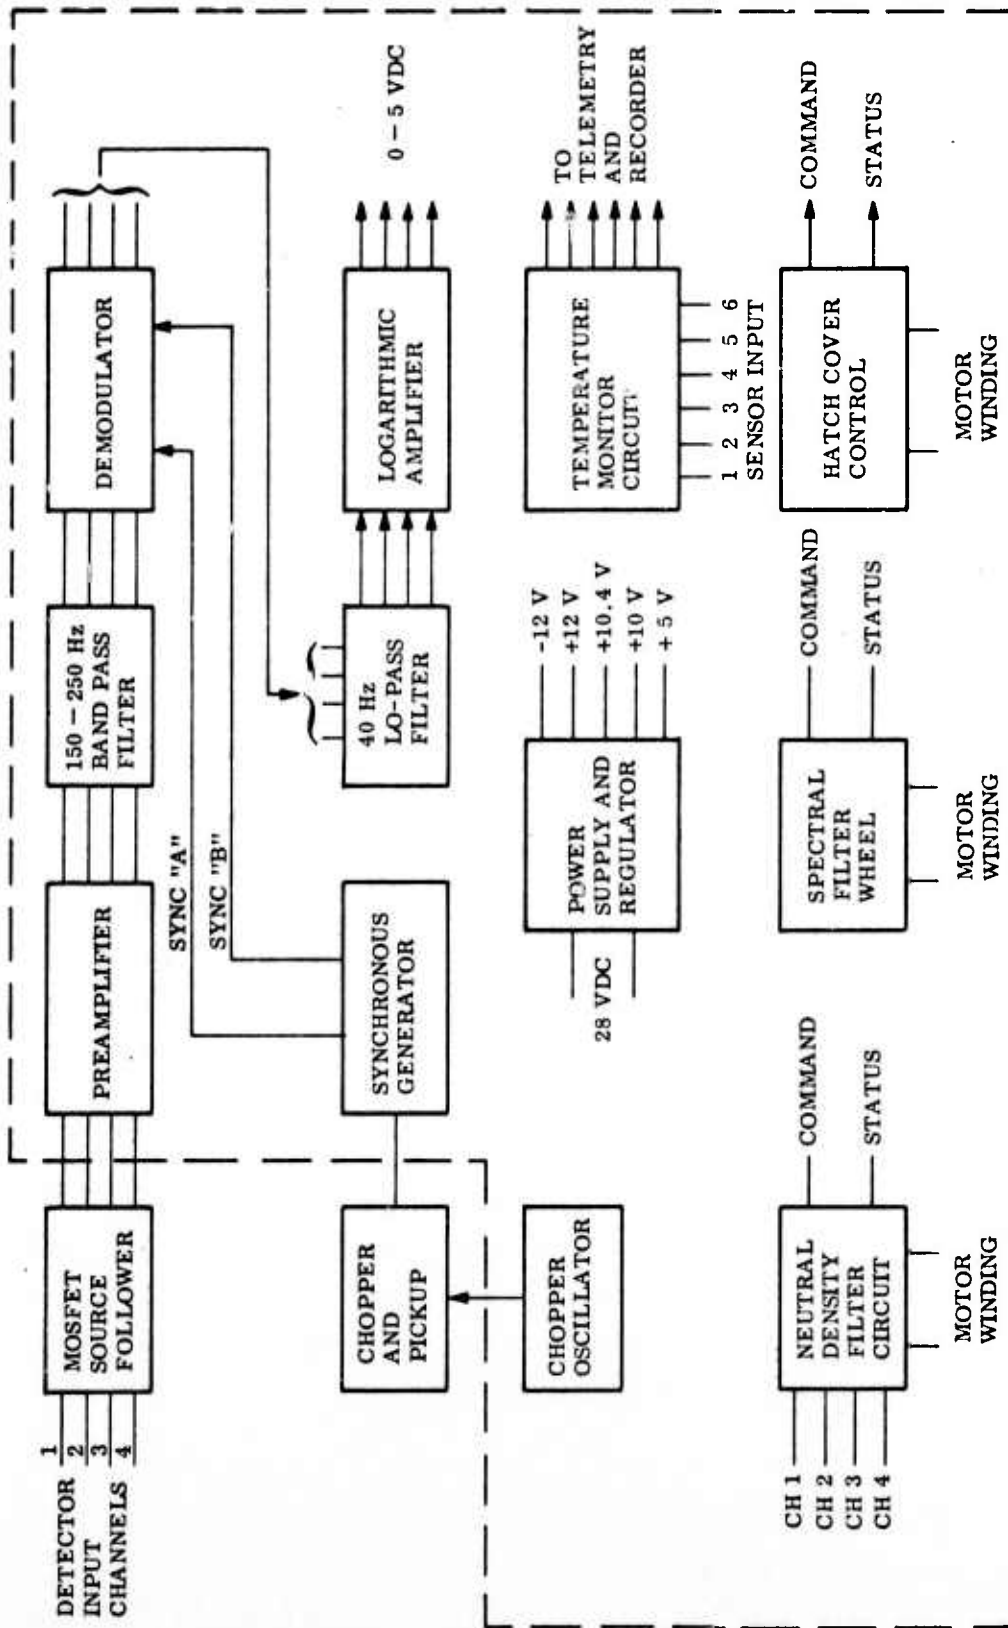 DETECTOR
INPUT
CHANNELS
1
2
3
4
MOSFET
SOURCE
FOLLOWER
PREAMPLIFIER
150 – 250 Hz
BAND PASS
FILTER
DEMODULATOR
SYNC "A"
SYNC "B"
CHOPPER
AND
PICKUP
SYNCHRONOUS
GENERATOR
40 Hz
LO-PASS
FILTER
LOGARITHMIC
AMPLIFIER
0 – 5 VDC
CHOPPER
OSCILLATOR
28 VDC
POWER
SUPPLY AND
REGULATOR
-12 V
+12 V
+10.4 V
+10 V
+ 5 V
TEMPERATURE
MONITOR
CIRCUIT
1 2 3 4 5 6
SENSOR INPUT
TO
TELEMETRY
AND
RECORDER
CH 1
CH 2
CH 3
CH 4
NEUTRAL
DENSITY
FILTER
CIRCUIT
COMMAND
STATUS
MOTOR
WINDING
SPECTRAL
FILTER
WHEEL
COMMAND
STATUS
MOTOR
WINDING
HATCH COVER
CONTROL
COMMAND
STATUS
MOTOR
WINDING